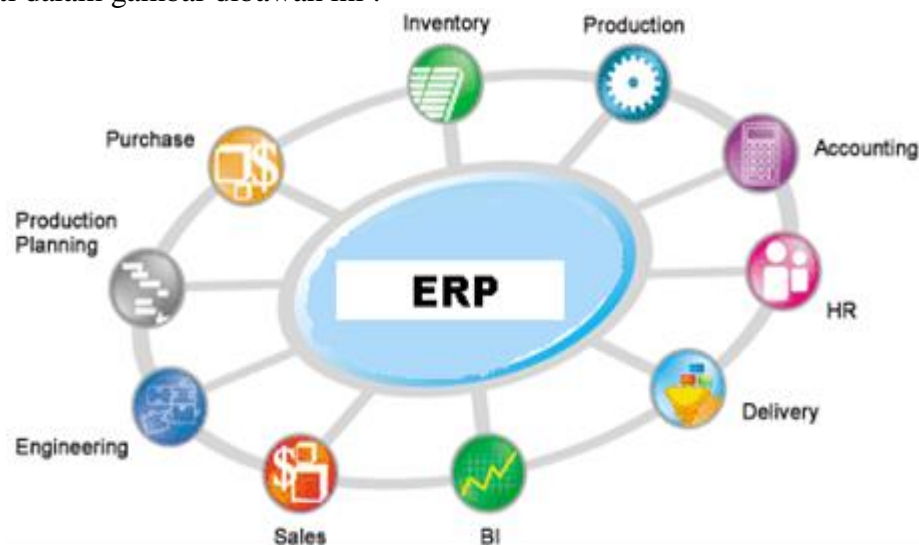 dalam gambar dibawah ini :
Inventory
Production
Purchase
Accounting
Production
Planning
ERP
HR
Delivery
Engineering
Sales
BI